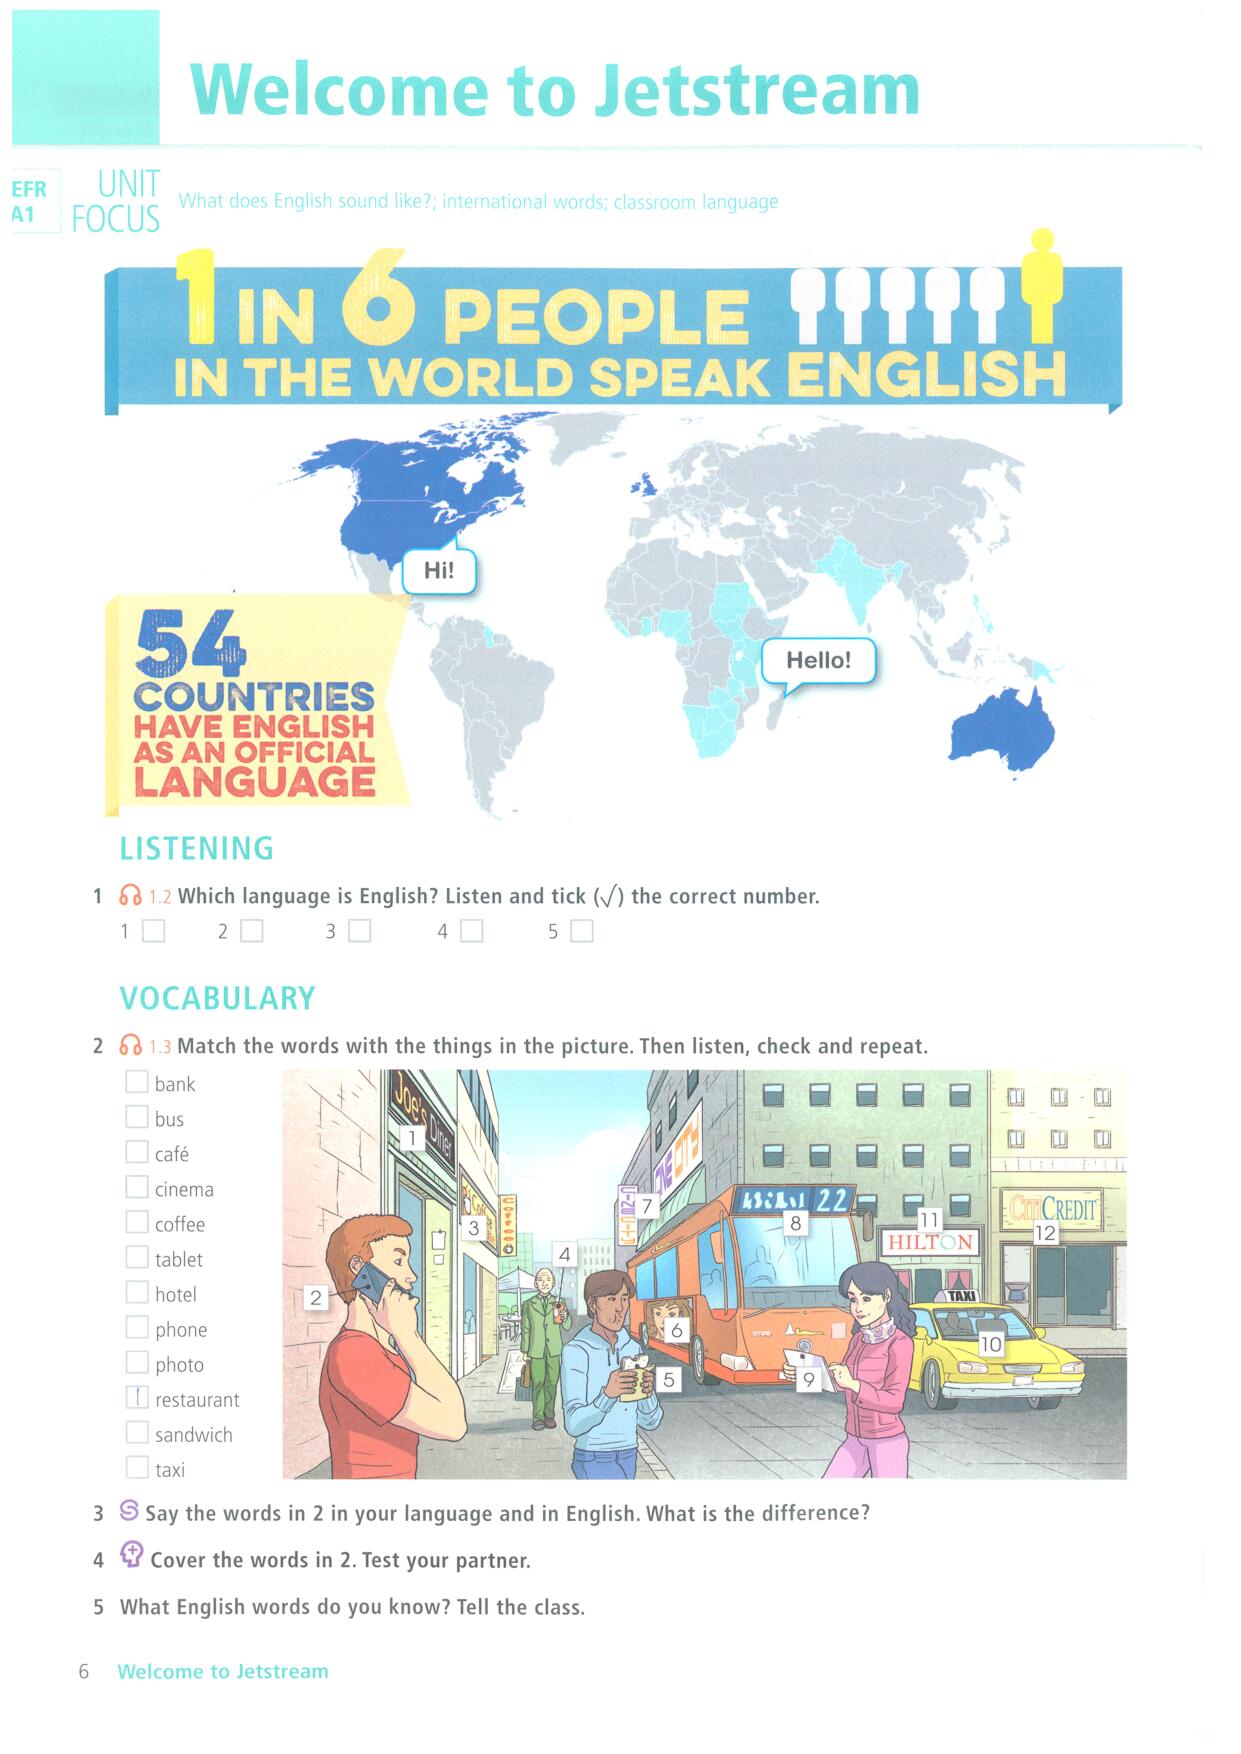 Welcome to Jetstream
EFR
A1
UNIT
FOCUS
What does English sound like?; international words; classroom language
1 IN 6 PEOPLE
IN THE WORLD SPEAK ENGLISH
Hi!
Hello!
54
COUNTRIES
HAVE ENGLISH
AS AN OFFICIAL
LANGUAGE
LISTENING
1 1.2 Which language is English? Listen and tick (√) the correct number.
1 2 3 4 5
VOCABULARY
2 1.3 Match the words with the things in the picture. Then listen, check and repeat.
bank
bus
café
cinema
coffee
tablet
hotel
phone
photo
1 restaurant
sandwich
taxi
Joe's Diner
1
2
3
Coffee
4
CINE CITY
CINECITY
7
22
8
6
5
9
11
HILTON
TAXI
10
CITICREDIT
12
3 Say the words in 2 in your language and in English. What is the difference?
4 Cover the words in 2. Test your partner.
5 What English words do you know? Tell the class.
6 Welcome to Jetstream